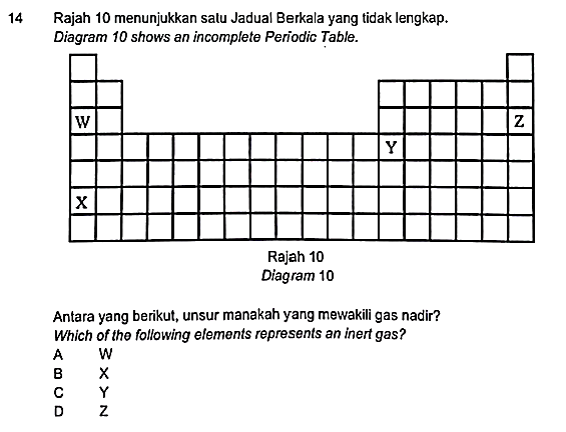 14 Rajah 10 menunjukkan satu Jadual Berkala yang tidak lengkap.
Diagram 10 shows an incomplete Periodic Table.
W Z
Y
X
Rajah 10
Diagram 10
Antara yang berikut, unsur manakah yang mewakili gas nadir?
Which of the following elements represents an inert gas?
A W
B X
C Y
D Z